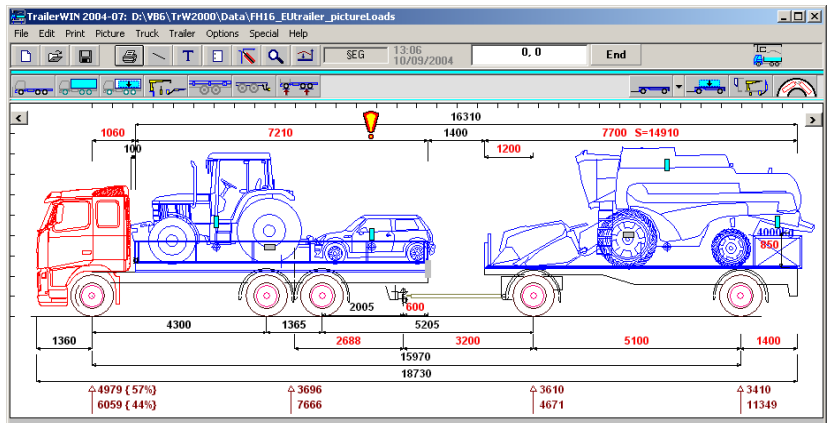 TrailerWIN 2004-07: D:\VB6\TrW2000\Data\FH16_EUtrailer_pictureLoads
File Edit Print Picture Truck Trailer Options Special Help
T SEG 13:06 10/09/2004 0, 0 End
16310
1060 7210 1400 7700 S=14910
100 1200
4000kg
850
2005 600
4300 1365 5205
1360 2688 3200 5100 1400
15970
18730
4979 { 57%} 3696 3610 3410
6059 { 44%} 7666 4671 11349